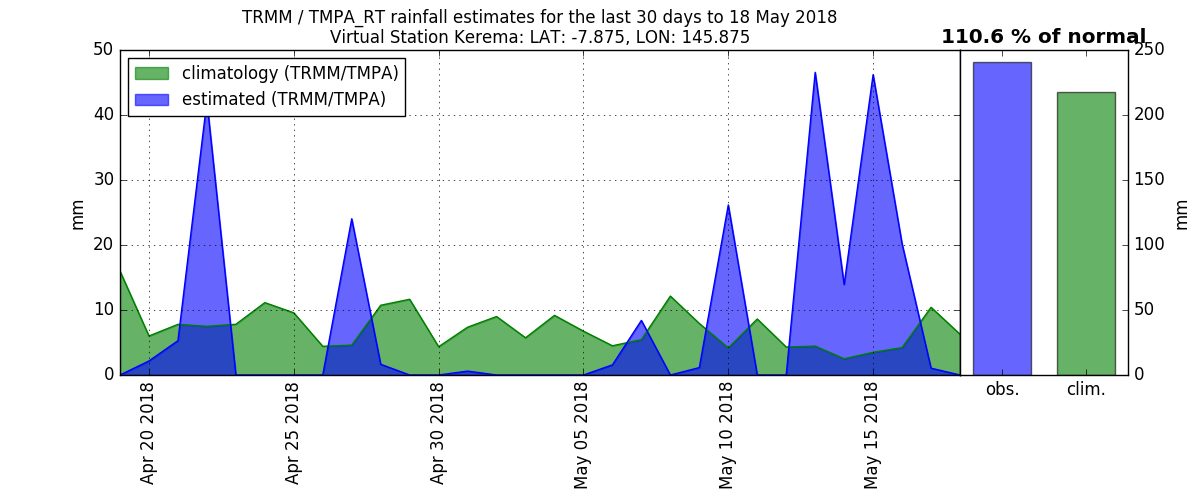 TRMM / TMPA_RT rainfall estimates for the last 30 days to 18 May 2018
Virtual Station Kerema: LAT: -7.875, LON: 145.875
110.6 % of normal
climatology (TRMM/TMPA)
estimated (TRMM/TMPA)
50
40
30
20
10
0
mm
250
200
150
100
50
0
mm
Apr 20 2018
Apr 25 2018
Apr 30 2018
May 05 2018
May 10 2018
May 15 2018
obs.
clim.